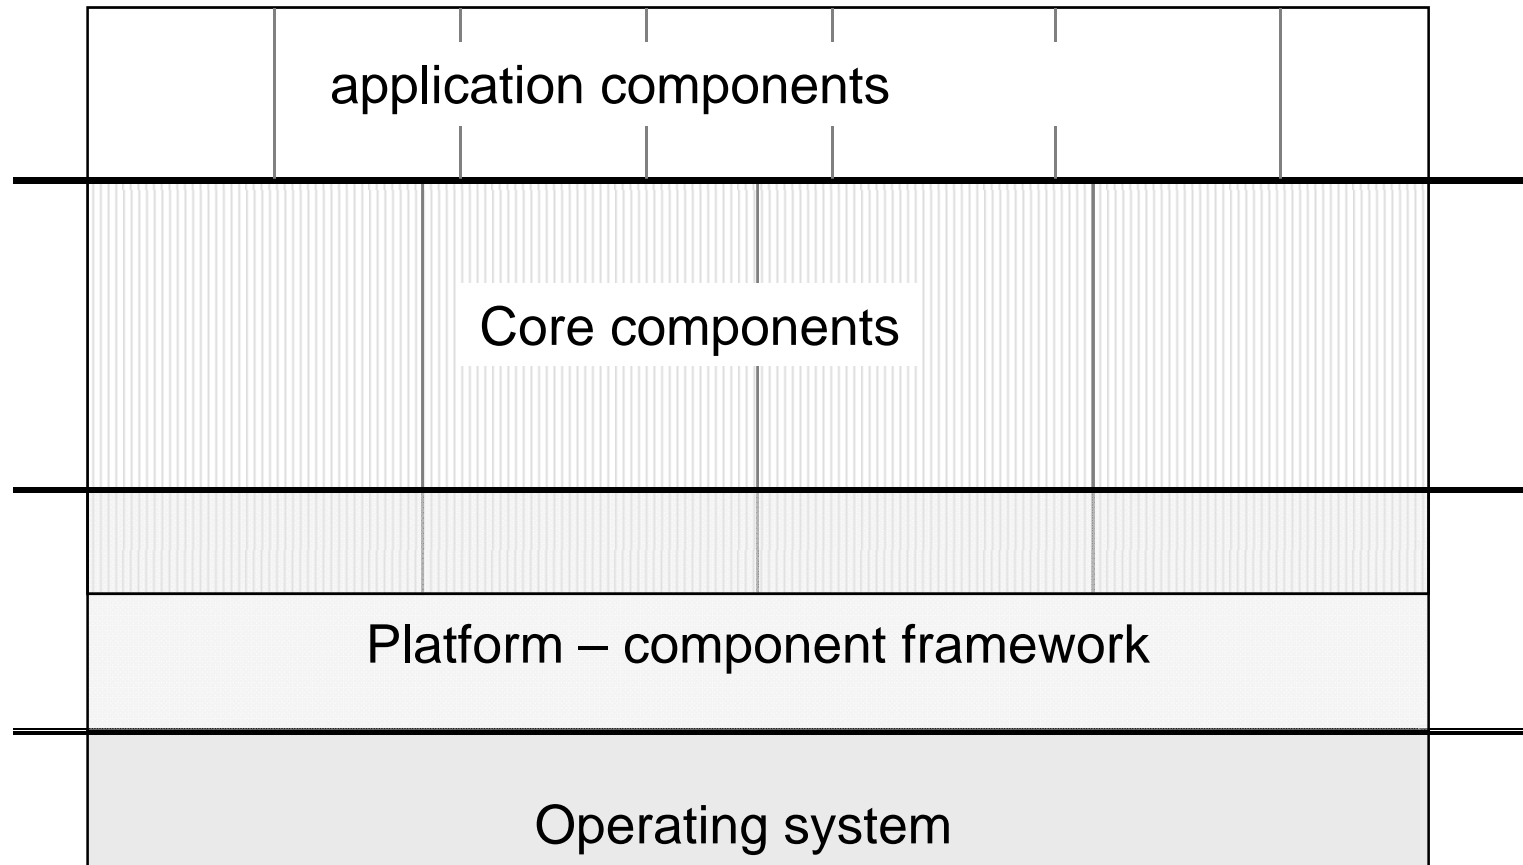 application components
Core components
Platform – component framework
Operating system